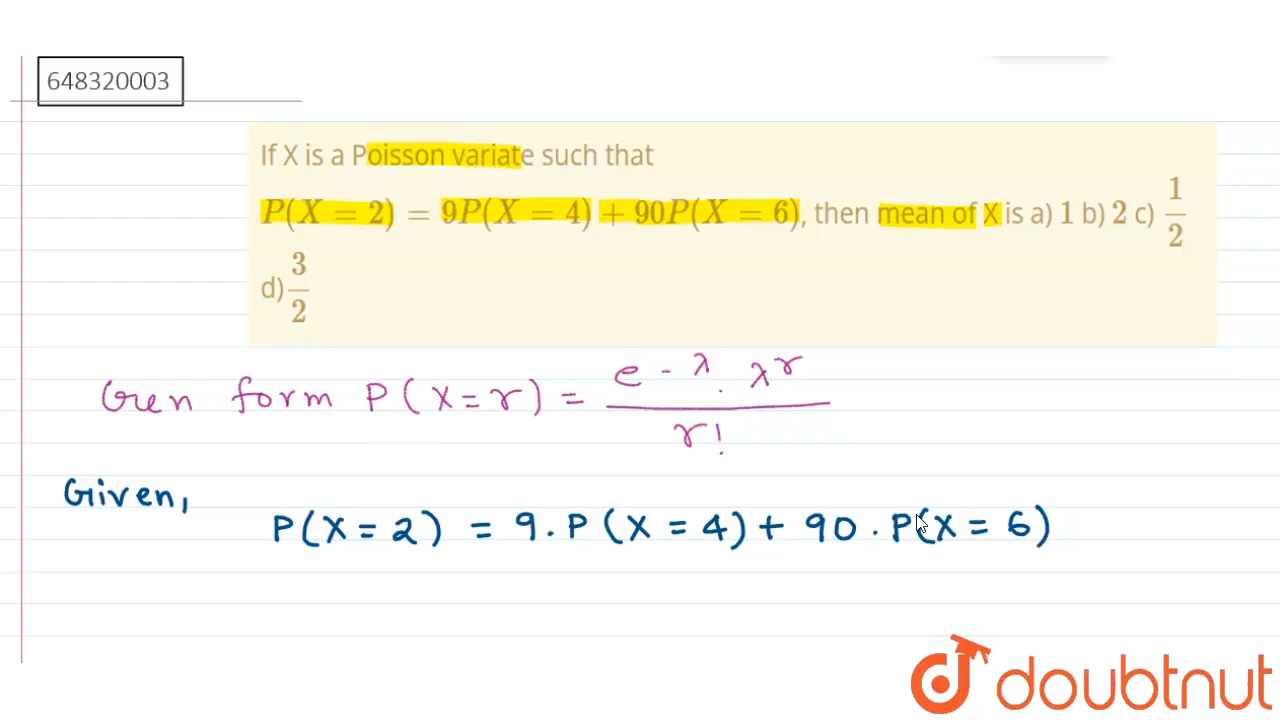 648320003
If X is a Poisson variate such that
P(X = 2) = 9P(X = 4) + 90P(X = 6), then mean of X is a) 1 b) 2 c) 1/2
d) 3/2
Gen form P(X=r) = e^-λ . λ^r / r!
Given,
P(X = 2) = 9. P (X = 4) + 90 . P(X = 6)
doubtnut